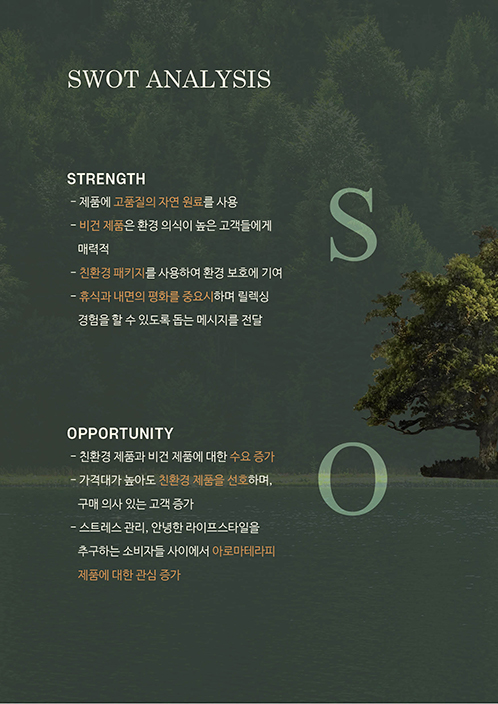 SWOT ANALYSIS
STRENGTH
- 제품에 고품질의 자연 원료를 사용
- 비건 제품은 환경 의식이 높은 고객들에게
매력적
- 친환경 패키지를 사용하여 환경 보호에 기여
- 휴식과 내면의 평화를 중요시하며 릴렉싱
경험을 할 수 있도록 돕는 메시지를 전달
S
OPPORTUNITY
- 친환경 제품과 비건 제품에 대한 수요 증가
- 가격대가 높아도 친환경 제품을 선호하며,
구매 의사 있는 고객 증가
- 스트레스 관리, 안녕한 라이프스타일을
추구하는 소비자들 사이에서 아로마테라피
제품에 대한 관심 증가
O